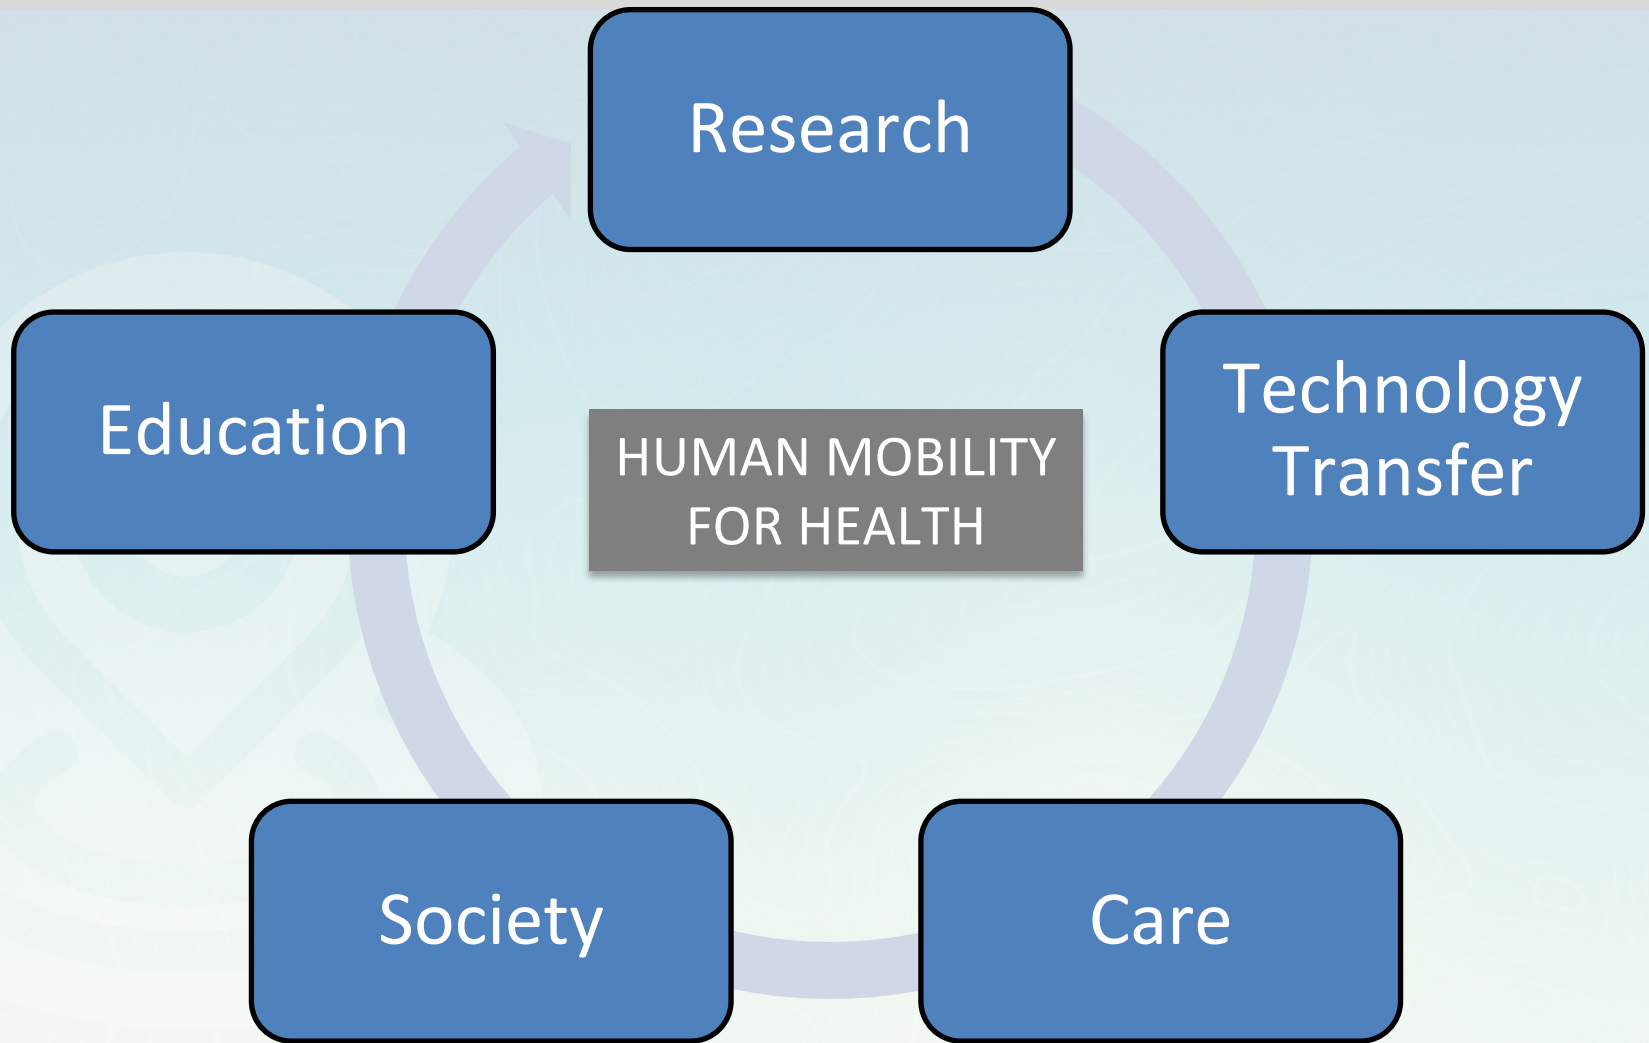 Research
Education
HUMAN MOBILITY
FOR HEALTH
Technology
Transfer
Society
Care